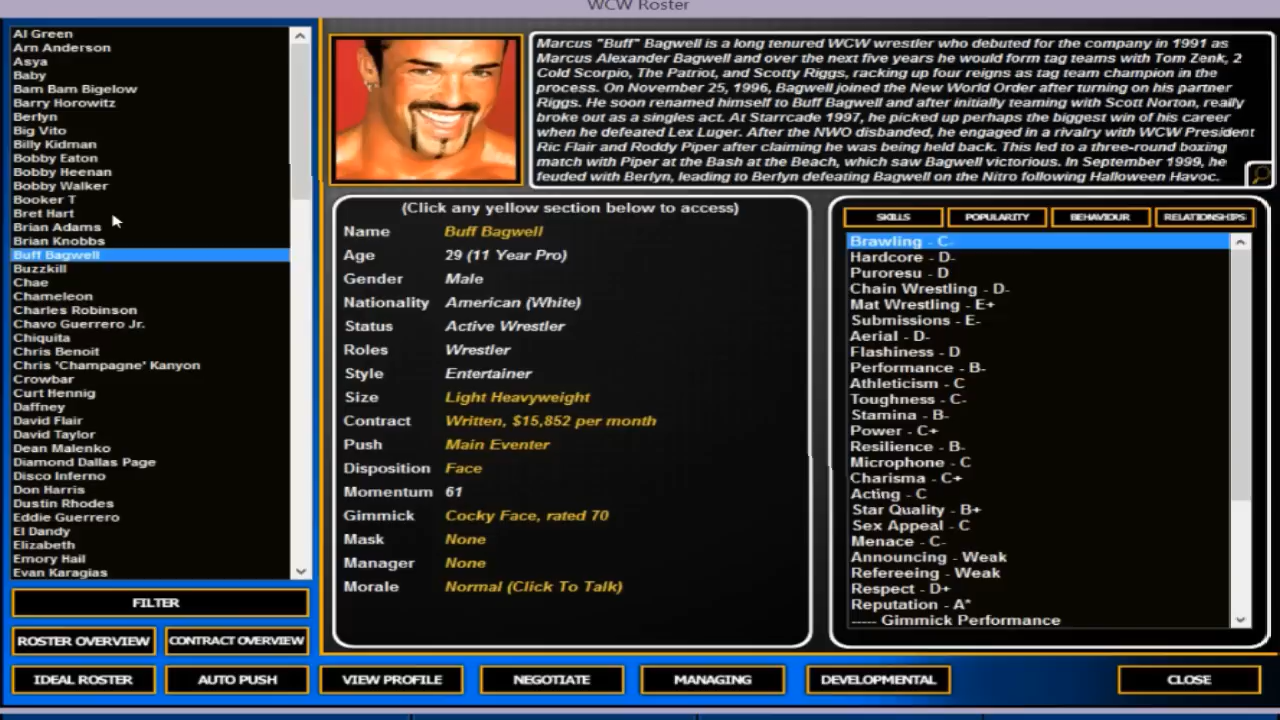 WCW Roster
Al Green
Arn Anderson
Asya
Baby
Bam Bam Bigelow
Barry Horowitz
Berlyn
Big Vito
Billy Kidman
Bobby Eaton
Bobby Heenan
Bobby Walker
Booker T
Bret Hart
Brian Adams
Brian Knobbs
Buff Bagwell
Buzzkill
Chae
Chameleon
Charles Robinson
Chavo Guerrero Jr.
Chiquita
Chris Benoit
Chris 'Champagne' Kanyon
Crowbar
Curt Hennig
Daffney
David Flair
David Taylor
Dean Malenko
Diamond Dallas Page
Disco Inferno
Don Harris
Dustin Rhodes
Eddie Guerrero
El Dandy
Elizabeth
Emory Hail
Evan Karagias
FILTER
ROSTER OVERVIEW
CONTRACT OVERVIEW
Marcus "Buff" Bagwell is a long tenured WCW wrestler who debuted for the company in 1991 as
Marcus Alexander Bagwell and over the next five years he would form tag teams with Tom Zenk, 2
Cold Scorpio, The Patriot, and Scotty Riggs, racking up four reigns as tag team champion in the
process. On November 25, 1996, Bagwell joined the New World Order after turning on his partner
Riggs. He soon renamed himself to Buff Bagwell and after initially teaming with Scott Norton, really
broke out as a singles act. At Starrcade 1997, he picked up perhaps the biggest win of his career
when he defeated Lex Luger. After the NWO disbanded, he engaged in a rivalry with WCW President
Ric Flair and Roddy Piper after claiming he was being held back. This led to a three-round boxing
match with Piper at the Bash at the Beach, which saw Bagwell victorious. In September 1999, he
feuded with Berlyn, leading to Berlyn defeating Bagwell on the Nitro following Halloween Havoc.
(Click any yellow section below to access)
Name Buff Bagwell
Age 29 (11 Year Pro)
Gender Male
Nationality American (White)
Status Active Wrestler
Roles Wrestler
Style Entertainer
Size Light Heavyweight
Contract Written, $15,852 per month
Push Main Eventer
Disposition Face
Momentum 61
Gimmick Cocky Face, rated 70
Mask None
Manager None
Morale Normal (Click To Talk)
SKILLS POPULARITY BEHAVIOUR RELATIONSHIPS
Brawling - C-
Hardcore - D-
Puroresu - D
Chain Wrestling - D-
Mat Wrestling - E+
Submissions - E-
Aerial - D-
Flashiness - D
Performance - B-
Athleticism - C
Toughness - C-
Stamina - B-
Power - C+
Resilience - B-
Microphone - C
Charisma - C+
Acting - C
Star Quality - B+
Sex Appeal - C
Menace - C-
Announcing - Weak
Refereeing - Weak
Respect - D+
Reputation - A*
----- Gimmick Performance
IDEAL ROSTER AUTO PUSH VIEW PROFILE NEGOTIATE MANAGING DEVELOPMENTAL CLOSE